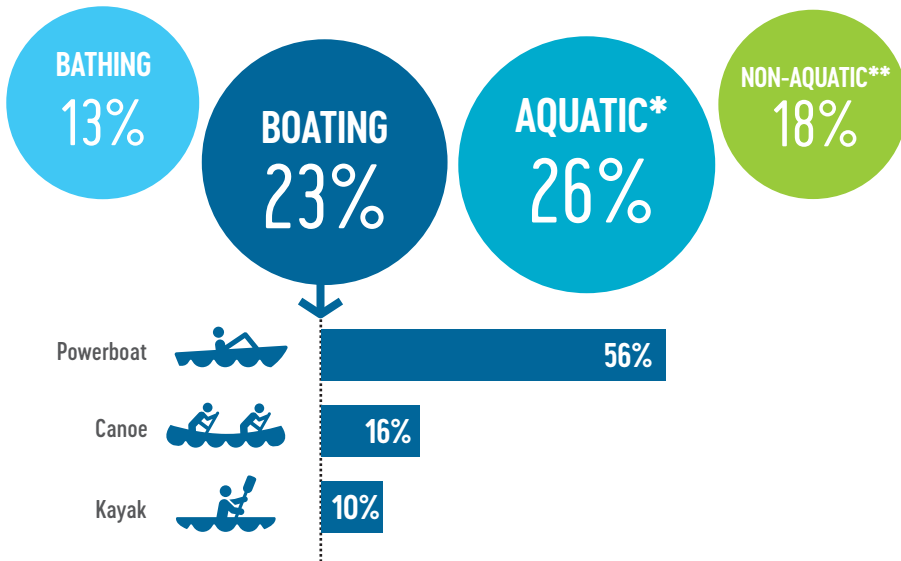 BATHING
13%
BOATING
23%
AQUATIC*
26%
NON-AQUATIC**
18%
Powerboat
56%
Canoe
16%
Kayak
10%